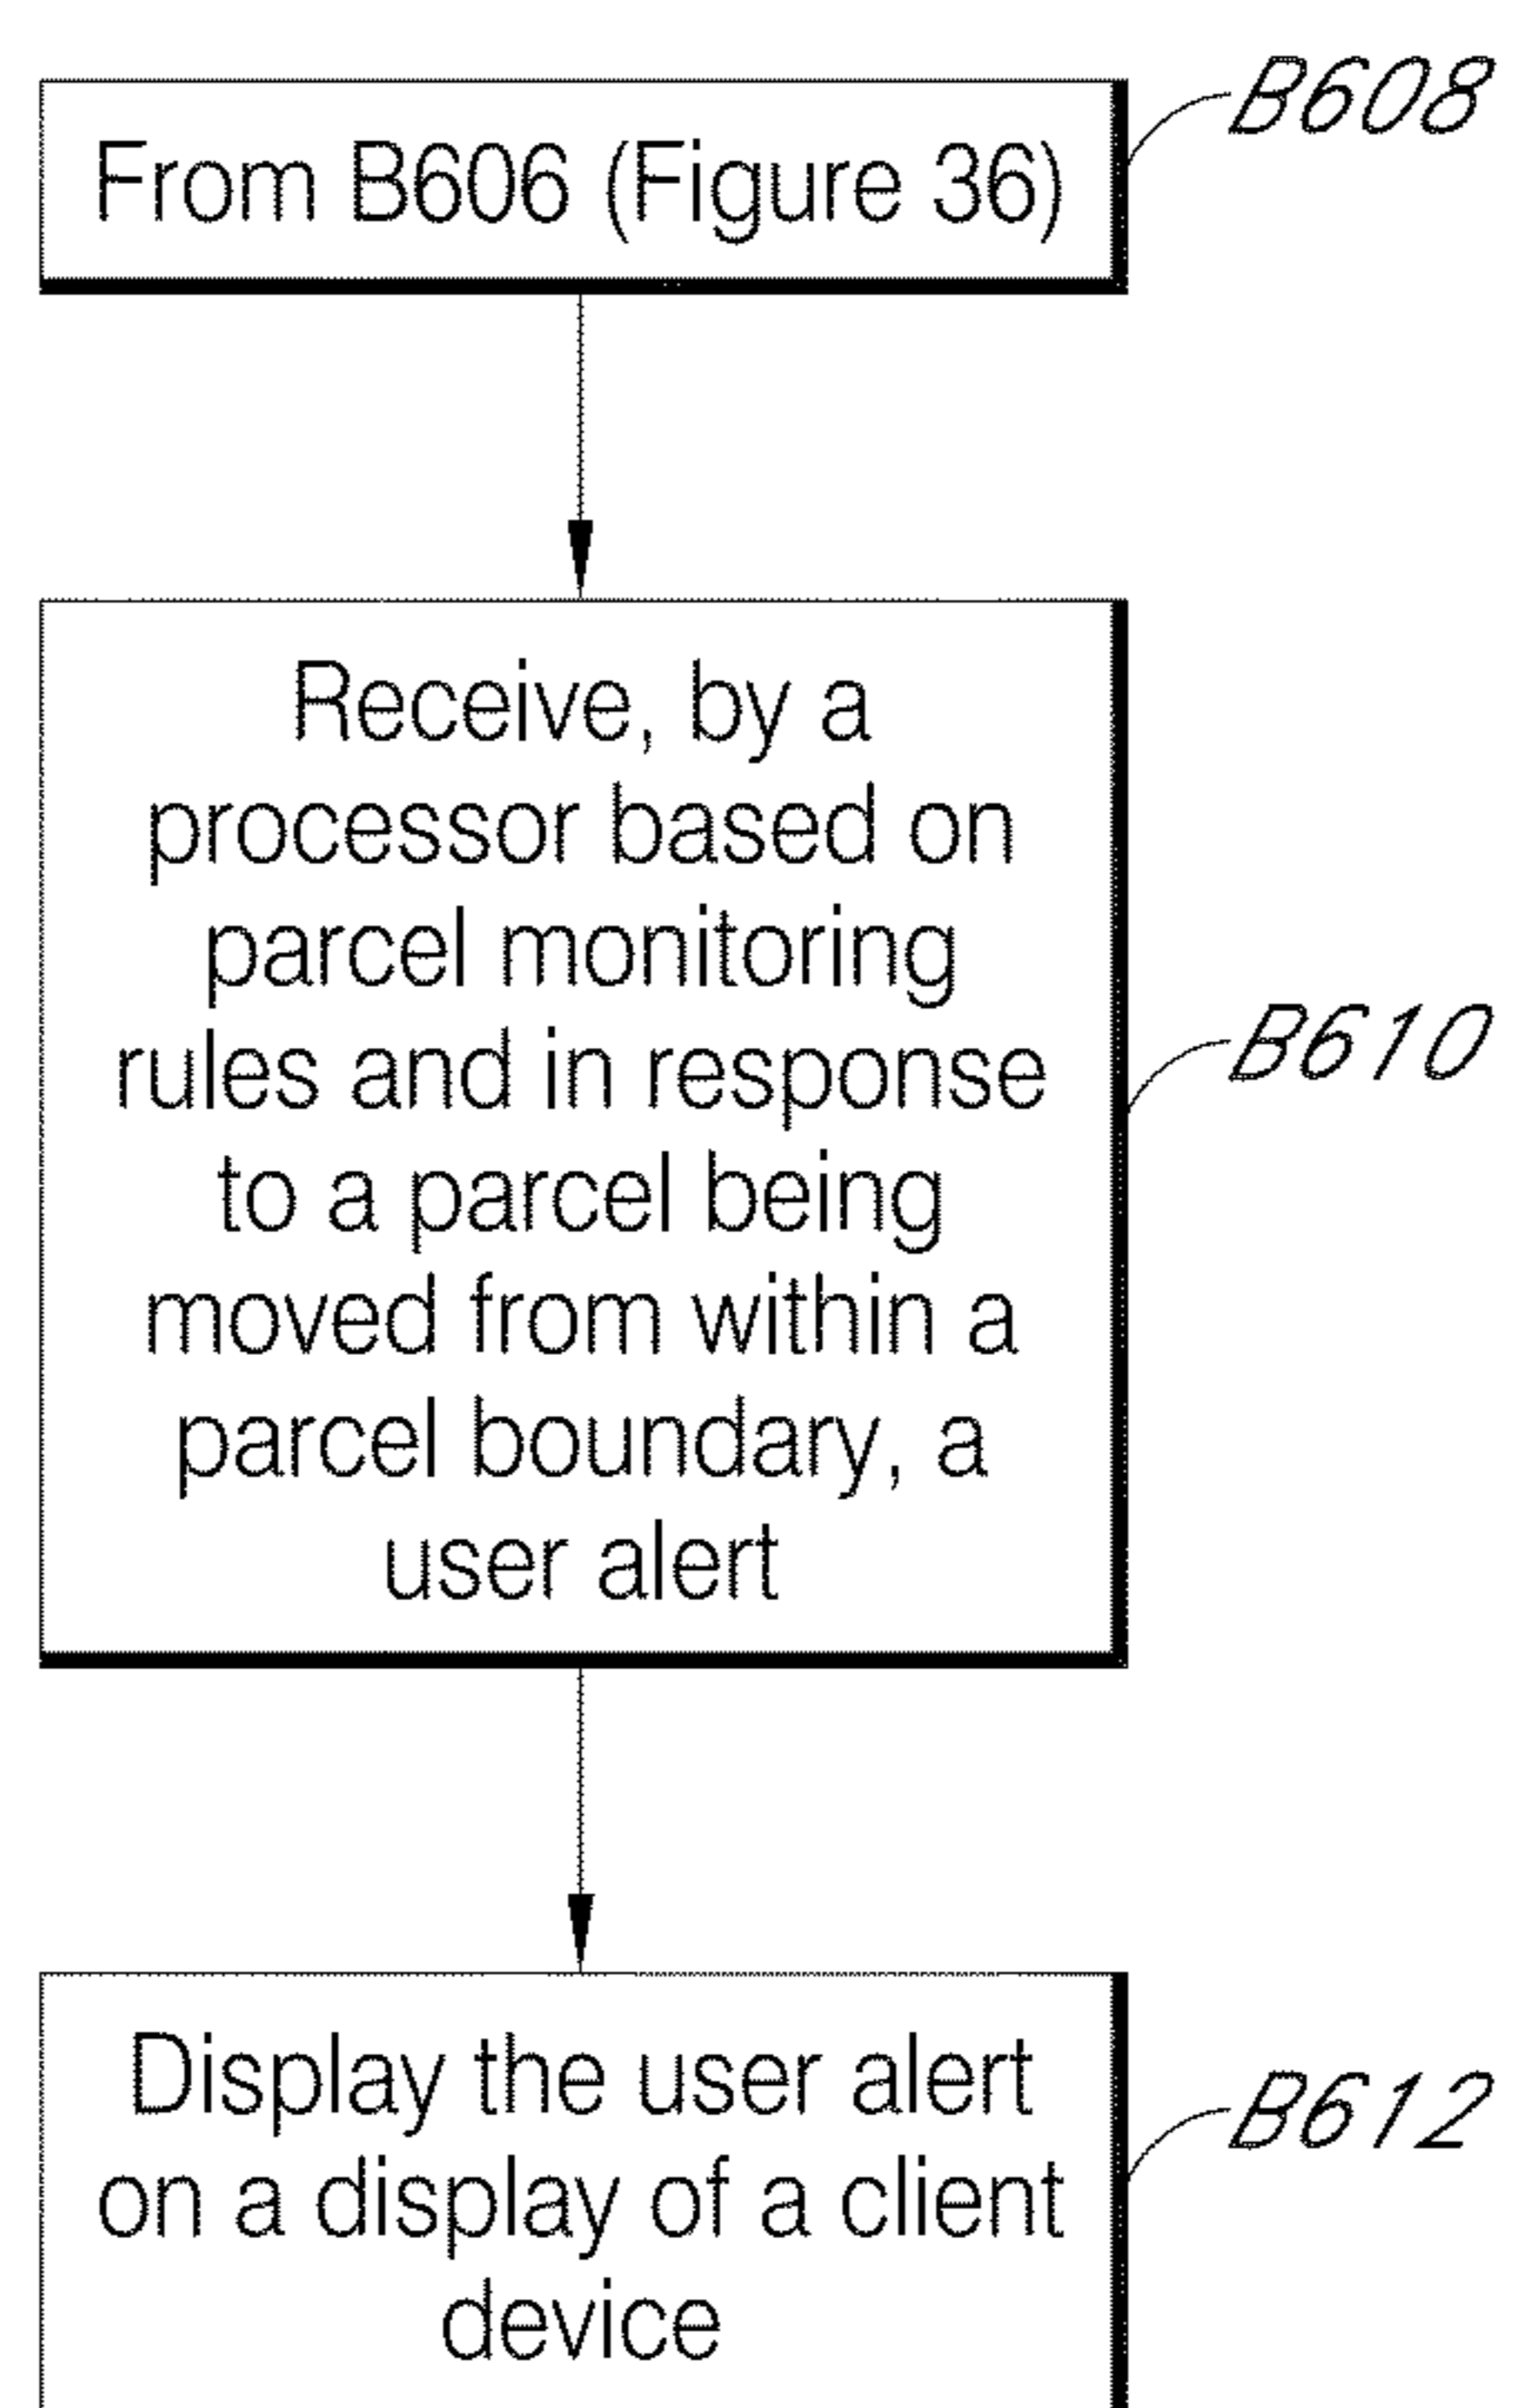 B608
From B606 (Figure 36)
Receive, by a
processor based on
parcel monitoring
rules and in response
to a parcel being
moved from within a
parcel boundary, a
user alert
B610
Display the user alert
on a display of a client
device
B612